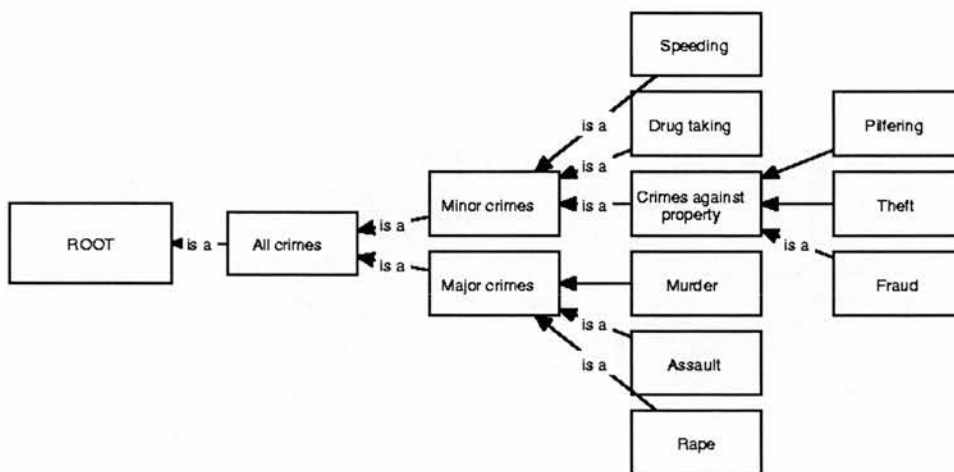 Speeding
is a
Drug taking
Pilfering
is a
Minor crimes
is a
Crimes against
property
Theft
is a
ROOT
is a
All crimes
is a
is a
Major crimes
Murder
Fraud
is a
is a
Assault
Rape